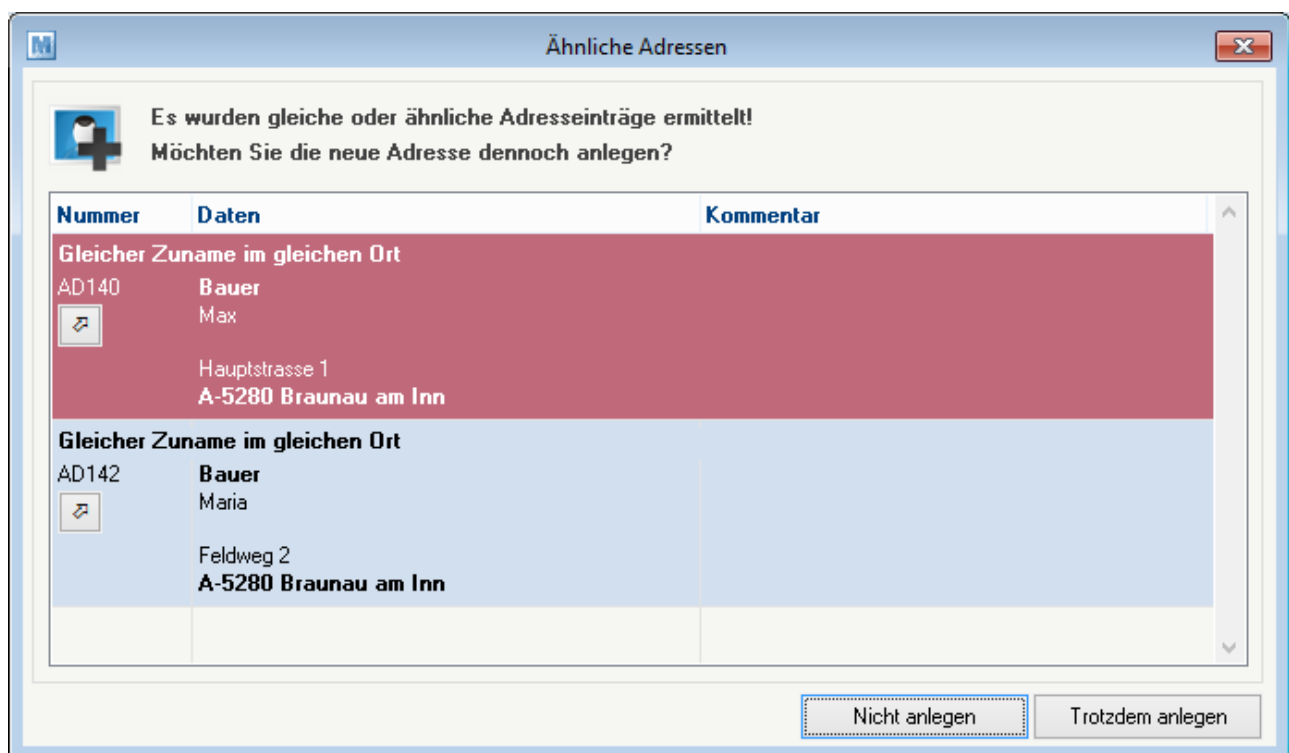 Ähnliche Adressen
Es wurden gleiche oder ähnliche Adresseinträge ermittelt!
Möchten Sie die neue Adresse dennoch anlegen?
Nummer Daten Kommentar
Gleicher Zuname im gleichen Ort
AD140 Bauer
Max
Hauptstrasse 1
A-5280 Braunau am Inn
Gleicher Zuname im gleichen Ort
AD142 Bauer
Maria
Feldweg 2
A-5280 Braunau am Inn
Nicht anlegen Trotzdem anlegen